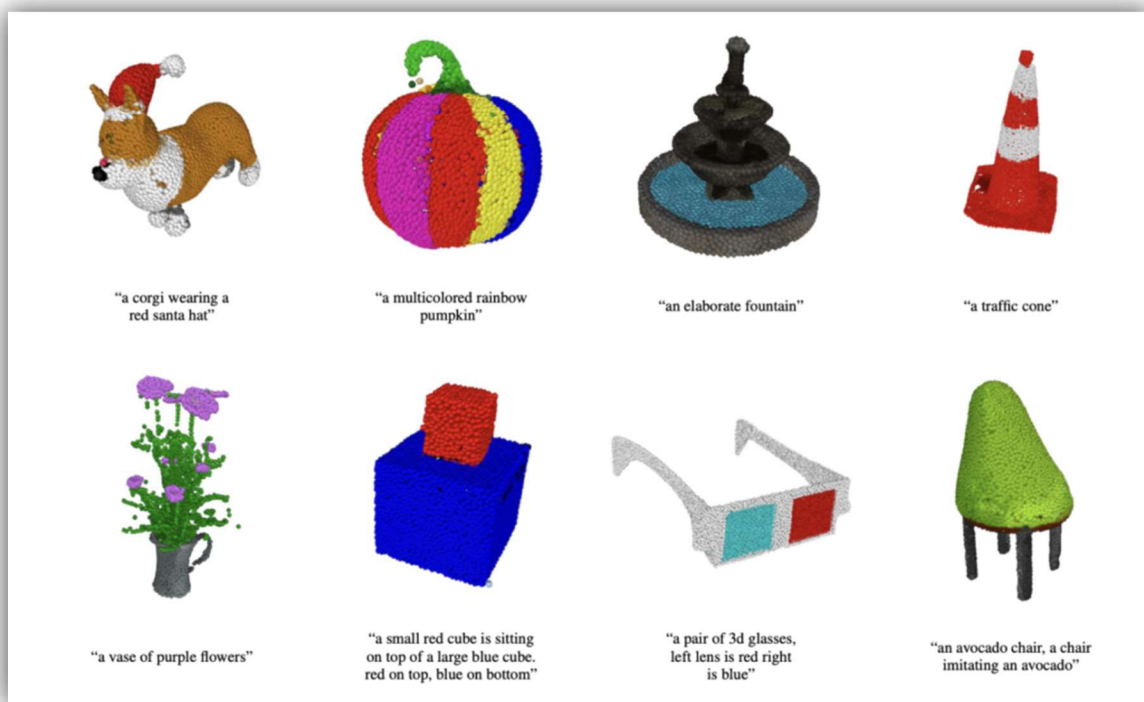 “a corgi wearing a
red santa hat”
“a multicolored rainbow
pumpkin”
“an elaborate fountain”
“a traffic cone”
“a vase of purple flowers”
“a small red cube is sitting
on top of a large blue cube.
red on top, blue on bottom”
“a pair of 3d glasses,
left lens is red right
is blue”
“an avocado chair, a chair
imitating an avocado”